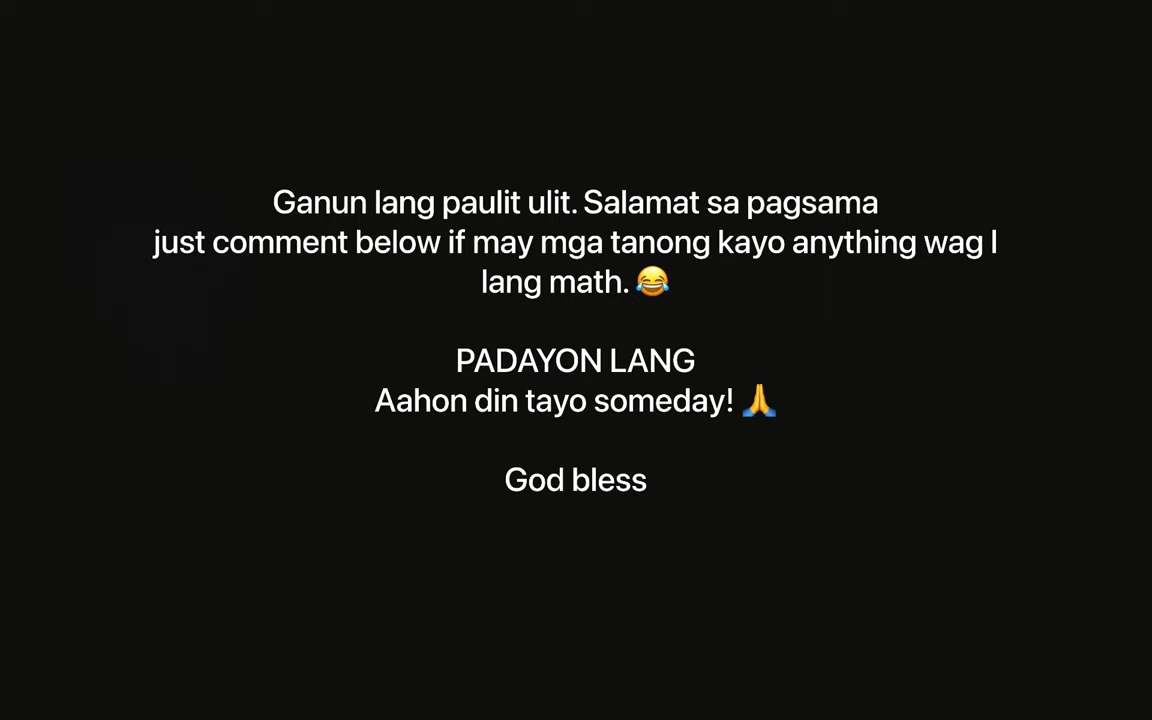 Ganun lang paulit ulit. Salamat sa pagsama
just comment below if may mga tanong kayo anything wag l
lang math. 😂
PADAYON LANG
Aahon din tayo someday! 🙏
God bless